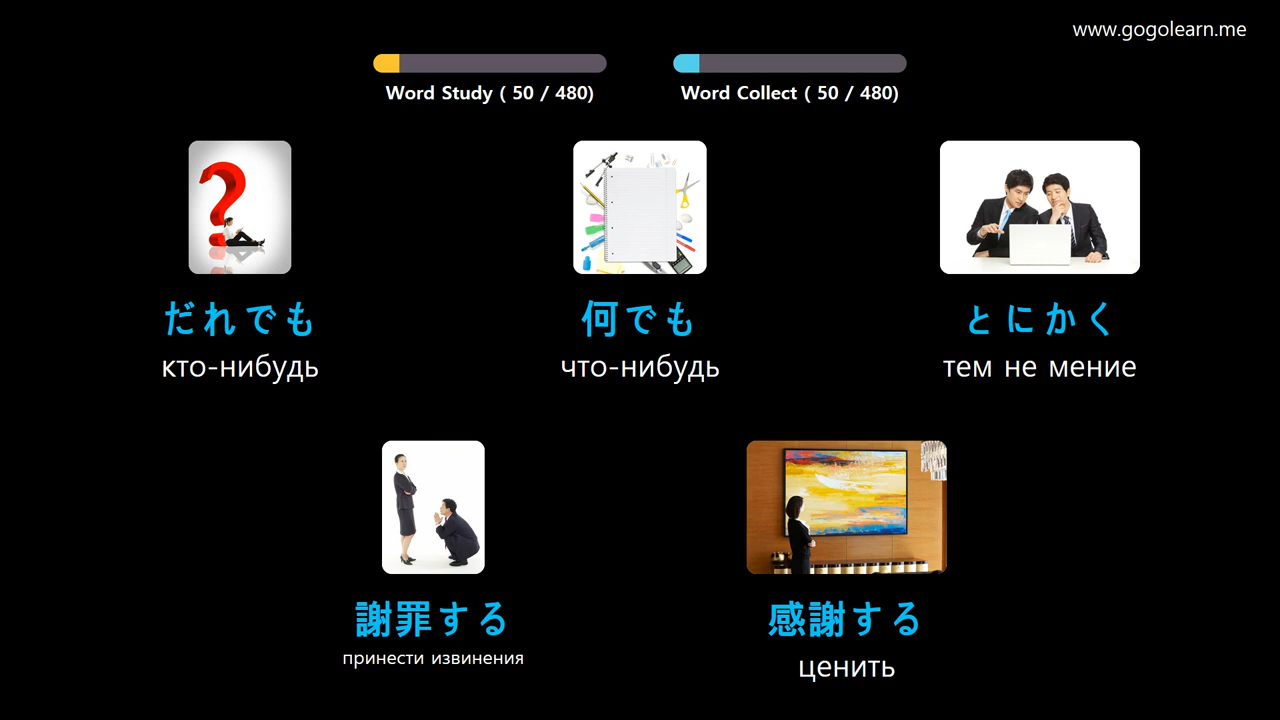 www.gogolearn.me
Word Study ( 50 / 480)
Word Collect ( 50 / 480)
だれでも
кто-нибудь
何でも
что-нибудь
とにかく
тем не мение
謝罪する
принести извинения
感謝する
ценить